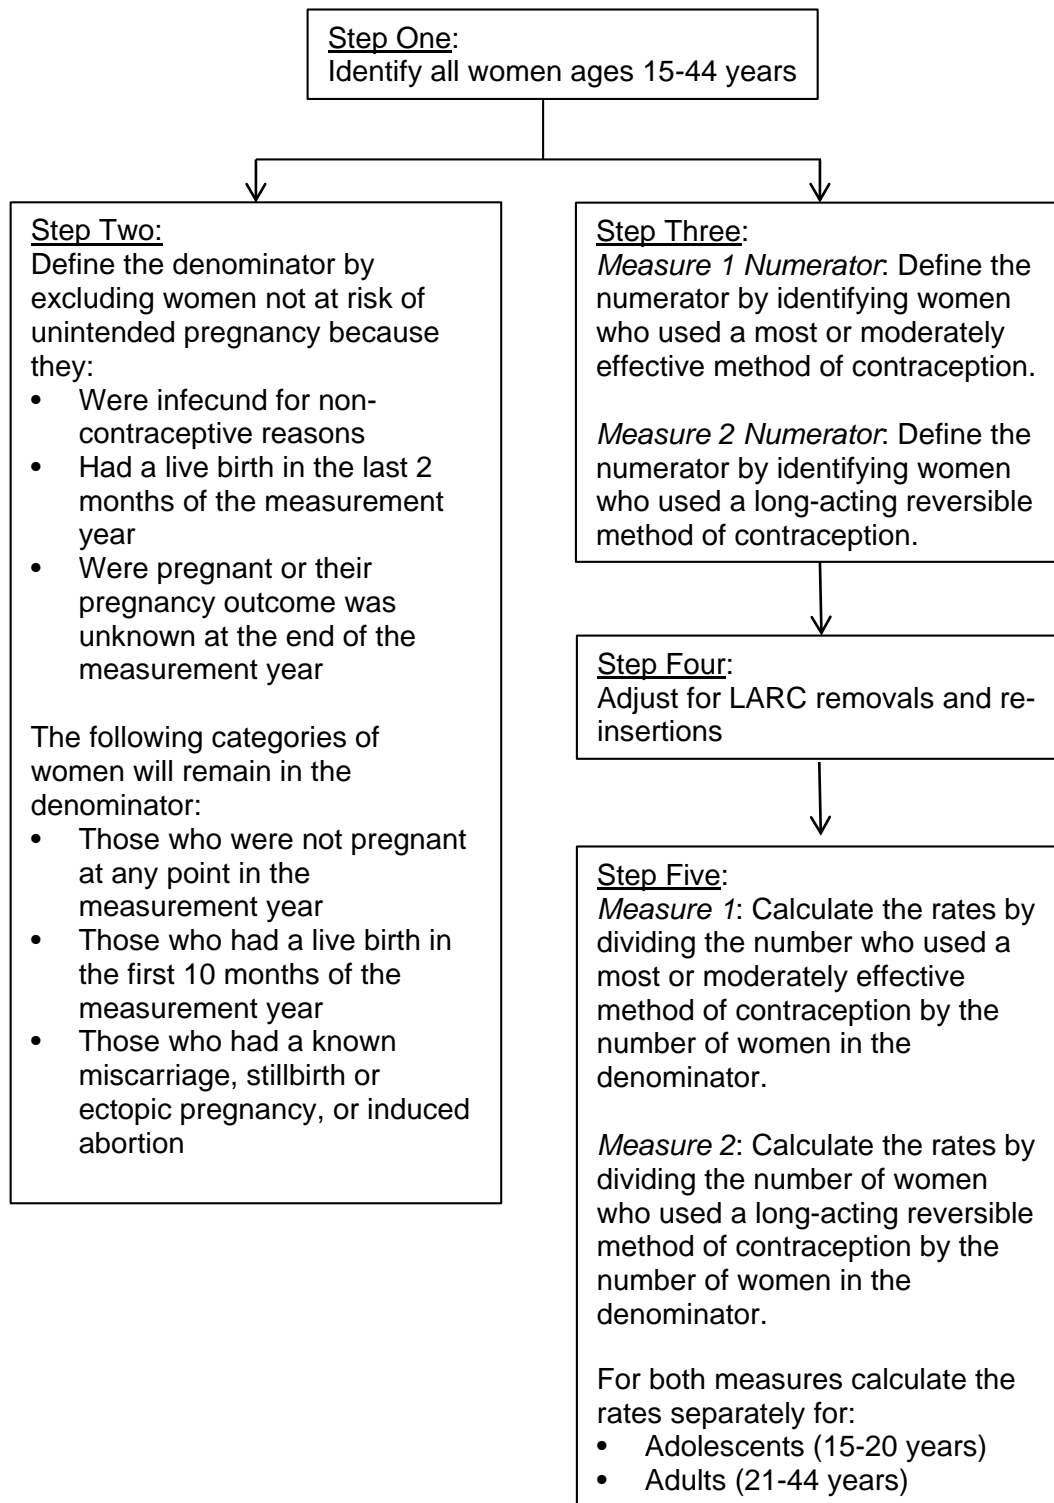 Step One:
Identify all women ages 15-44 years
Step Two:
Define the denominator by
excluding women not at risk of
unintended pregnancy because
they:
• Were infecund for non-
contraceptive reasons
• Had a live birth in the last 2
months of the measurement
year
• Were pregnant or their
pregnancy outcome was
unknown at the end of the
measurement year
The following categories of
women will remain in the
denominator:
• Those who were not pregnant
at any point in the
measurement year
• Those who had a live birth in
the first 10 months of the
measurement year
• Those who had a known
miscarriage, stillbirth or
ectopic pregnancy, or induced
abortion
Step Three:
Measure 1 Numerator: Define the
numerator by identifying women
who used a most or moderately
effective method of contraception.
Measure 2 Numerator: Define the
numerator by identifying women
who used a long-acting reversible
method of contraception.
Step Four:
Adjust for LARC removals and re-
insertions
Step Five:
Measure 1: Calculate the rates by
dividing the number who used a
most or moderately effective
method of contraception by the
number of women in the
denominator.
Measure 2: Calculate the rates by
dividing the number of women
who used a long-acting reversible
method of contraception by the
number of women in the
denominator.
For both measures calculate the
rates separately for:
• Adolescents (15-20 years)
• Adults (21-44 years)